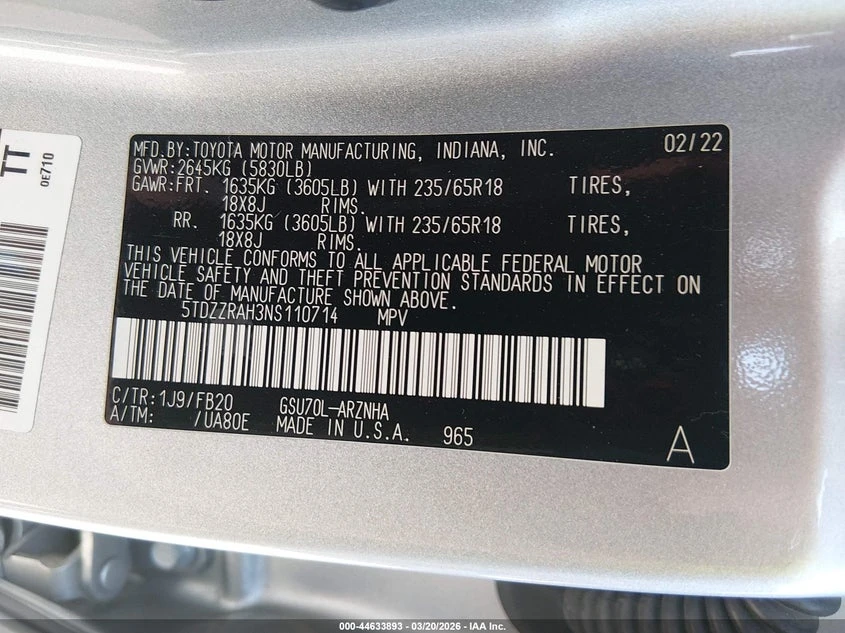 TT
0E710
MFD.BY:TOYOTA MOTOR MANUFACTURING, INDIANA, INC. 02/22
GVWR:2645KG (5830LB)
GAWR:FRT. 1635KG (3605LB) WITH 235/65R18 TIRES,
18X8J RIMS.
RR. 1635KG (3605LB) WITH 235/65R18 TIRES,
18X8J RIMS.
THIS VEHICLE CONFORMS TO ALL APPLICABLE FEDERAL MOTOR
VEHICLE SAFETY AND THEFT PREVENTION STANDARDS IN EFFECT ON
THE DATE OF MANUFACTURE SHOWN ABOVE.
5TDZZRAH3NS110714 MPV
C/TR:1J9/FB20 GSU70L-ARZNHA
A/TM: /UA80E MADE IN U.S.A. 965 A
000-44633893 - 03/20/2026 - IAA Inc.